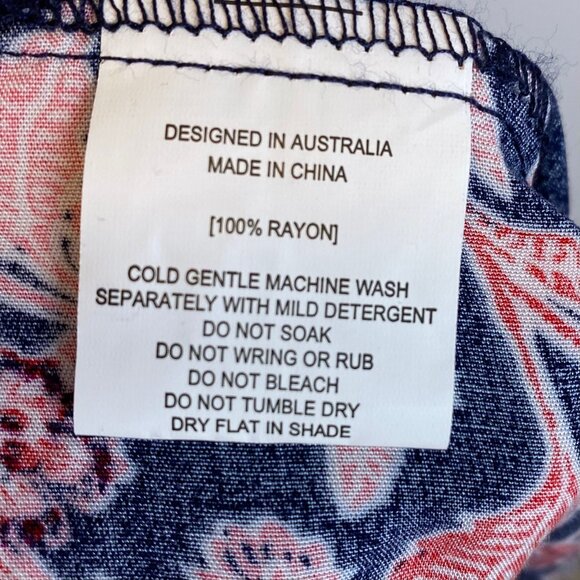 DESIGNED IN AUSTRALIA
MADE IN CHINA
[100% RAYON]
COLD GENTLE MACHINE WASH
SEPARATELY WITH MILD DETERGENT
DO NOT SOAK
DO NOT WRING OR RUB
DO NOT BLEACH
DO NOT TUMBLE DRY
DRY FLAT IN SHADE